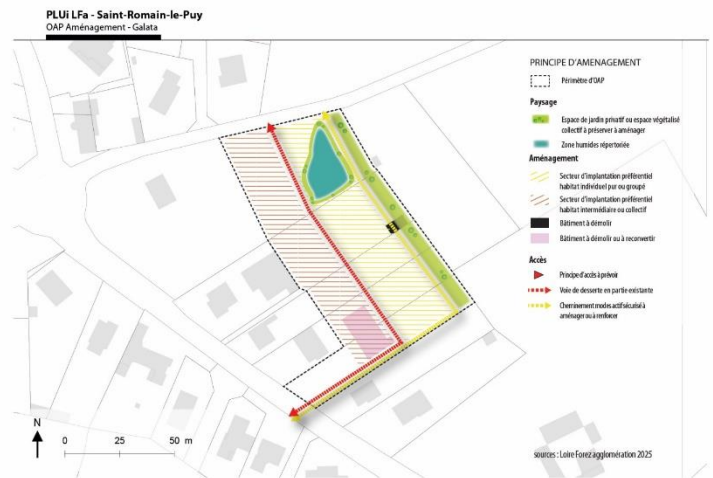 PLUi LFa - Saint-Romain-le-Puy
OAP Aménagement - Galata
PRINCIPE D'AMENAGEMENT
Périmètre d'OAP
Paysage
Espace de jardin privatif ou espace végétalisé
collectif à préserver à aménager
Zone humides répertoriée
Aménagement
Secteur d'implantation préférentiel
habitat individuel pur ou groupé
Secteur d'implantation préférentiel
habitat intermédiaire ou collectif
Bâtiment à démolir
Bâtiment à démolir ou à reconvertir
Accès
Principe d'accès à prévoir
Voie de desserte en partie existante
Cheminement modes actif sécurisé à
aménager ou à renforcer
N
0 25 50 m
sources : Loire Forez agglomération 2025